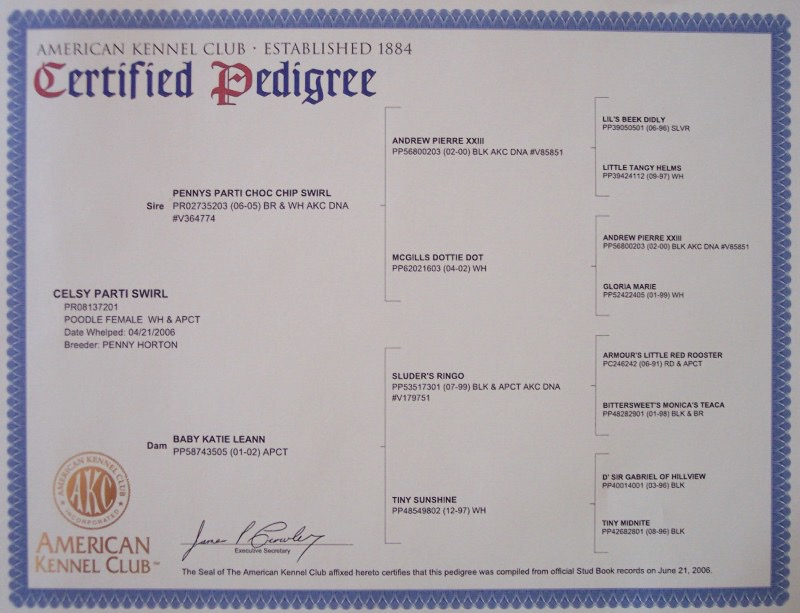 AMERICAN KENNEL CLUB · ESTABLISHED 1884
Certified Pedigree
LIL'S BEEK DIDLY
PP39050501 (06-96) SLVR
ANDREW PIERRE XXIII
PP56800203 (02-00) BLK AKC DNA #V85851
LITTLE TANGY HELMS
PP39424112 (09-97) WH
PENNYS PARTI CHOC CHIP SWIRL
Sire PR02735203 (06-05) BR & WH AKC DNA
#V364774
ANDREW PIERRE XXIII
PP56800203 (02-00) BLK AKC DNA #V85851
MCGILLS DOTTIE DOT
PP62021603 (04-02) WH
GLORIA MARIE
PP52422405 (01-99) WH
CELSY PARTI SWIRL
PR08137201
POODLE FEMALE WH & APCT
Date Whelped: 04/21/2006
Breeder: PENNY HORTON
ARMOUR'S LITTLE RED ROOSTER
PC246242 (06-91) RD & APCT
SLUDER'S RINGO
PP53517301 (07-99) BLK & APCT AKC DNA
#V179751
BITTERSWEET'S MONICA'S TEACA
PP48282901 (01-98) BLK & BR
BABY KATIE LEANN
Dam PP58743505 (01-02) APCT
D' SIR GABRIEL OF HILLVIEW
PP40014001 (03-96) BLK
TINY SUNSHINE
PP48549802 (12-97) WH
TINY MIDNITE
PP42682801 (08-96) BLK
AMERICAN KENNEL CLUB
AKC
INCORPORATED
AMERICAN
KENNEL CLUB™
James P. Crowley
Executive Secretary
The Seal of The American Kennel Club affixed hereto certifies that this pedigree was compiled from official Stud Book records on June 21, 2006.